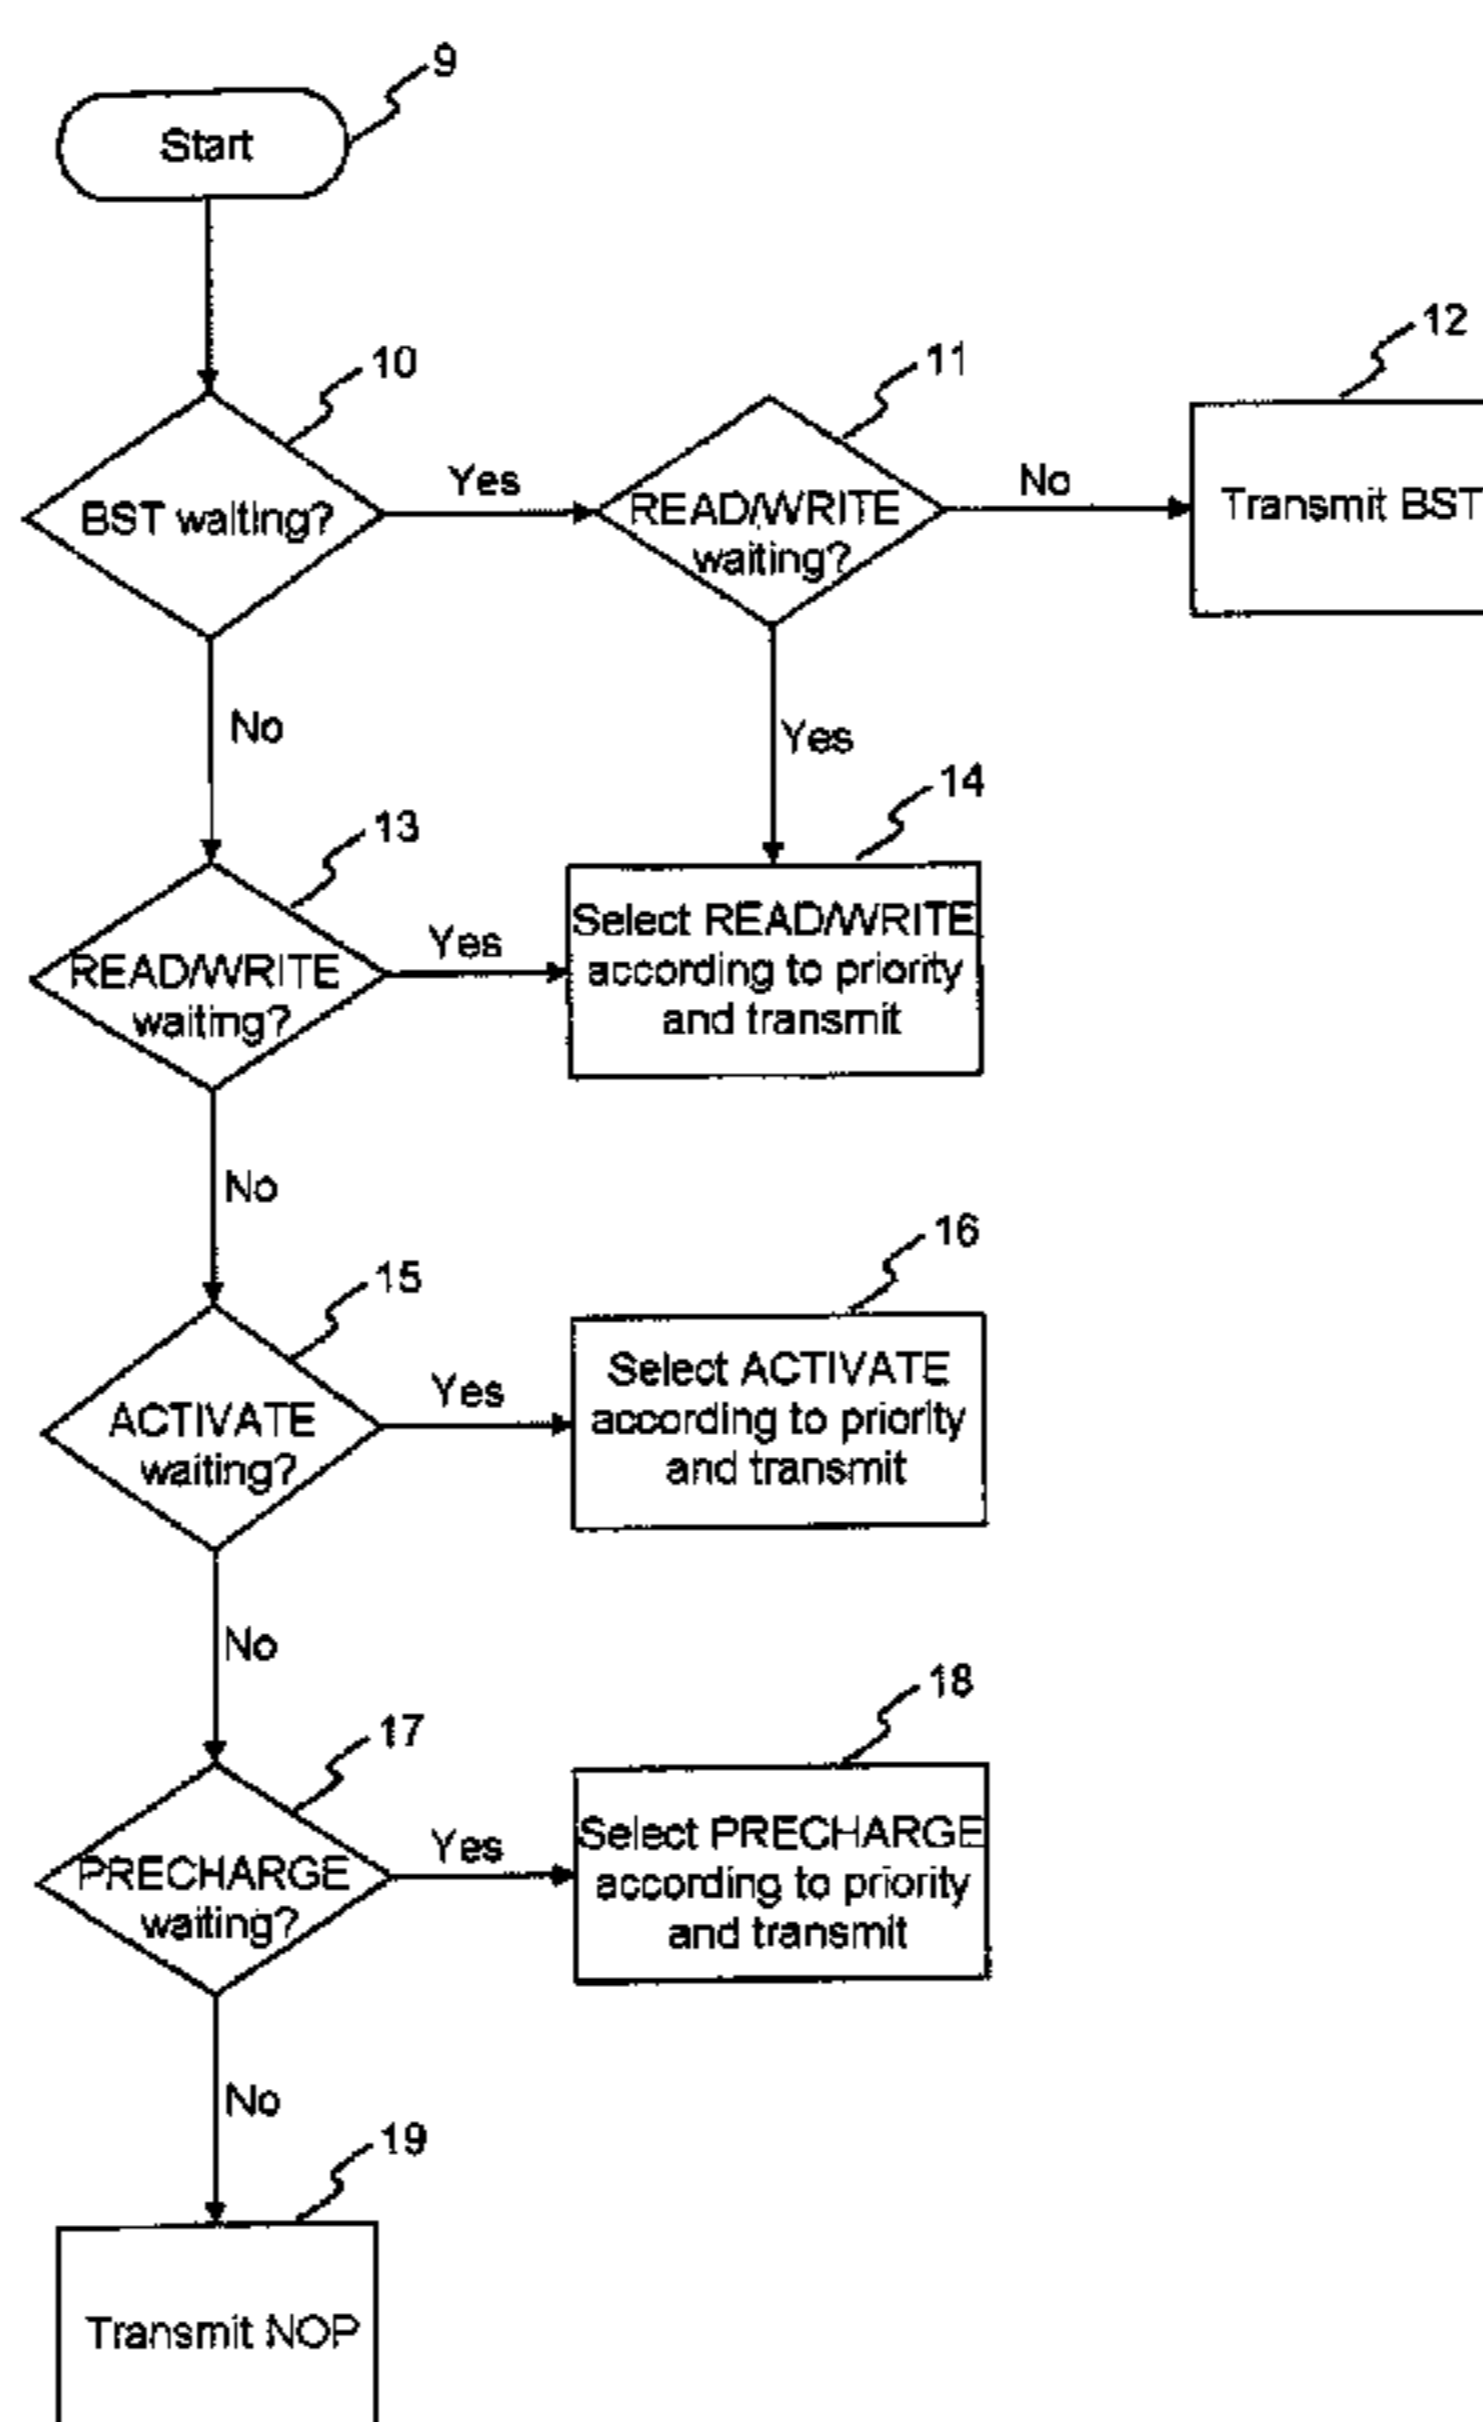 9
Start
10
11
12
BST waiting?
Yes
READ/WRITE
waiting?
No
Transmit BST
No
Yes
13
14
READ/WRITE
waiting?
Yes
Select READ/WRITE
according to priority
and transmit
No
15
16
ACTIVATE
waiting?
Yes
Select ACTIVATE
according to priority
and transmit
No
17
18
PRECHARGE
waiting?
Yes
Select PRECHARGE
according to priority
and transmit
No
19
Transmit NOP